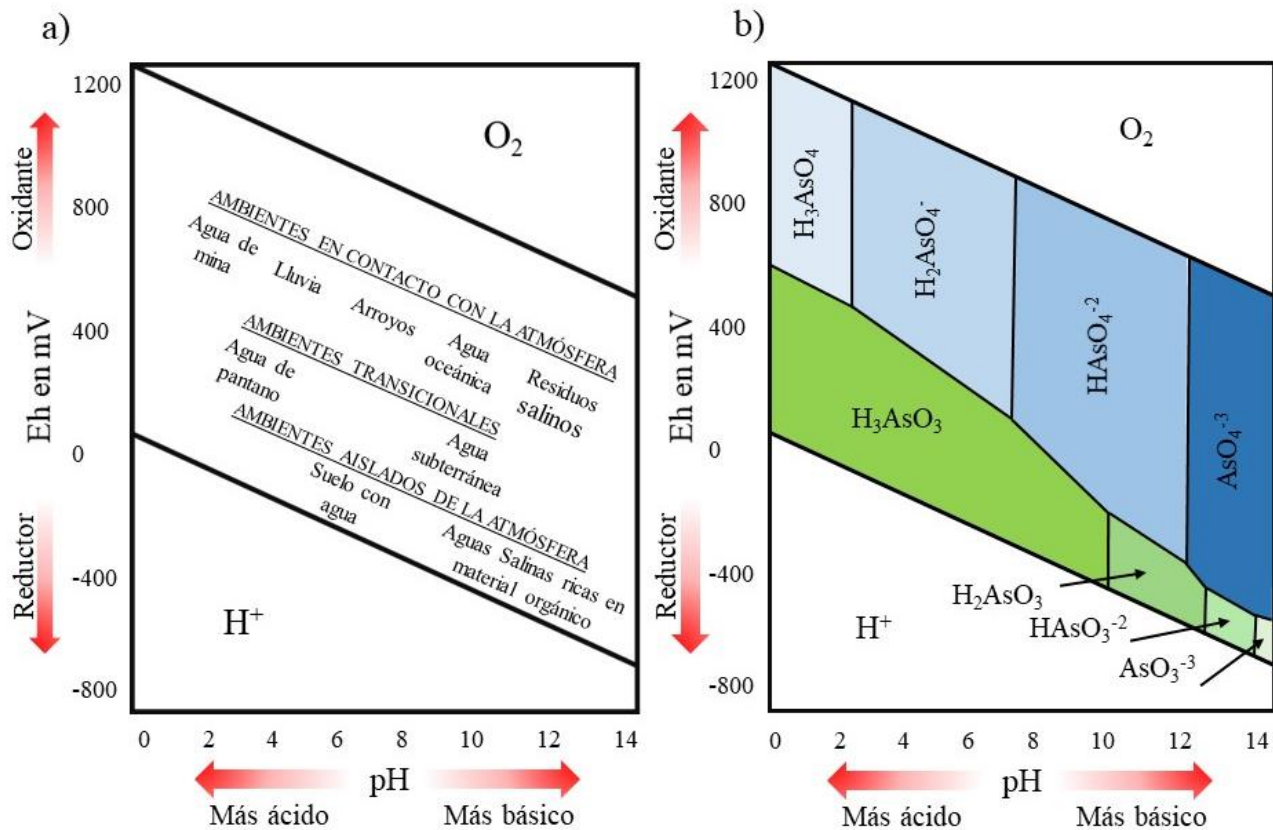 a)
1200
800
400
0
-400
-800
Oxidante
Eh en mV
Reductor
O₂
AMBIENTES EN CONTACTO CON LA ATMÓSFERA
Agua de
mina
Lluvia
Arroyos
Agua
oceánica
Residuos
salinos
AMBIENTES TRANSICIONALES
Agua de
pantano
Agua
subterránea
AMBIENTES AISLADOS DE LA ATMÓSFERA
Suelo con
agua
Aguas Salinas ricas en
material orgánico
H⁺
0 2 4 6 8 10 12 14
pH
Más ácido
Más básico
b)
1200
800
400
0
-400
-800
Oxidante
Eh en mV
Reductor
O₂
H₃AsO₄
H₂AsO₄⁻
HAsO₄⁻²
AsO₄⁻³
H₃AsO₃
H₂AsO₃
HAsO₃⁻²
AsO₃⁻³
H⁺
0 2 4 6 8 10 12 14
pH
Más ácido
Más básico